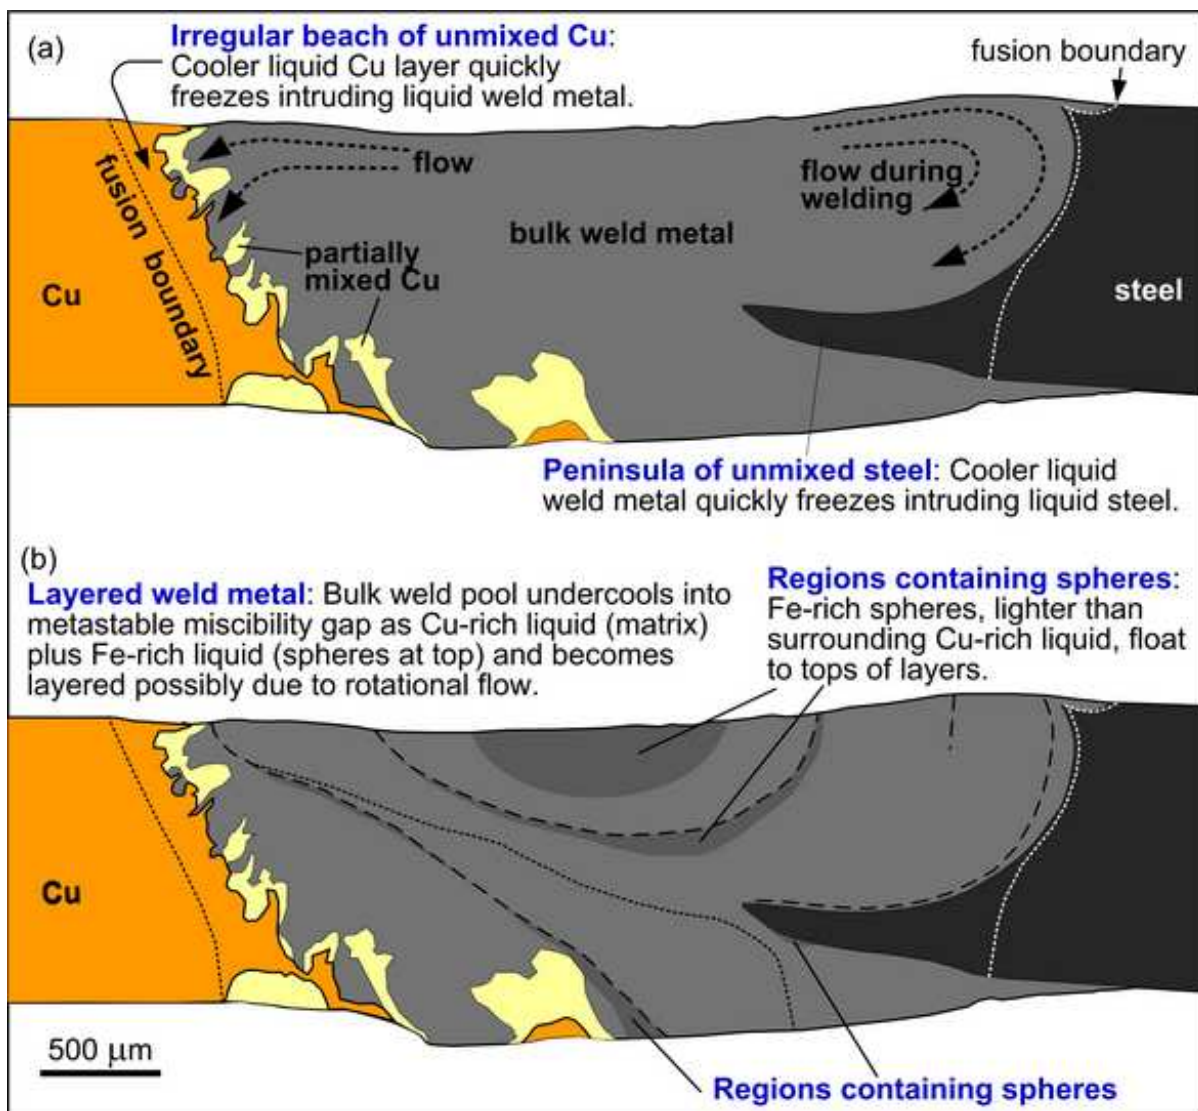 (a)
Irregular beach of unmixed Cu:
Cooler liquid Cu layer quickly
freezes intruding liquid weld metal.
fusion boundary
fusion boundary
flow
flow during
welding
bulk weld metal
partially
mixed Cu
Cu
steel
Peninsula of unmixed steel: Cooler liquid
weld metal quickly freezes intruding liquid steel.
(b)
Layered weld metal: Bulk weld pool undercools into
metastable miscibility gap as Cu-rich liquid (matrix)
plus Fe-rich liquid (spheres at top) and becomes
layered possibly due to rotational flow.
Regions containing spheres:
Fe-rich spheres, lighter than
surrounding Cu-rich liquid, float
to tops of layers.
Cu
500 μm
Regions containing spheres